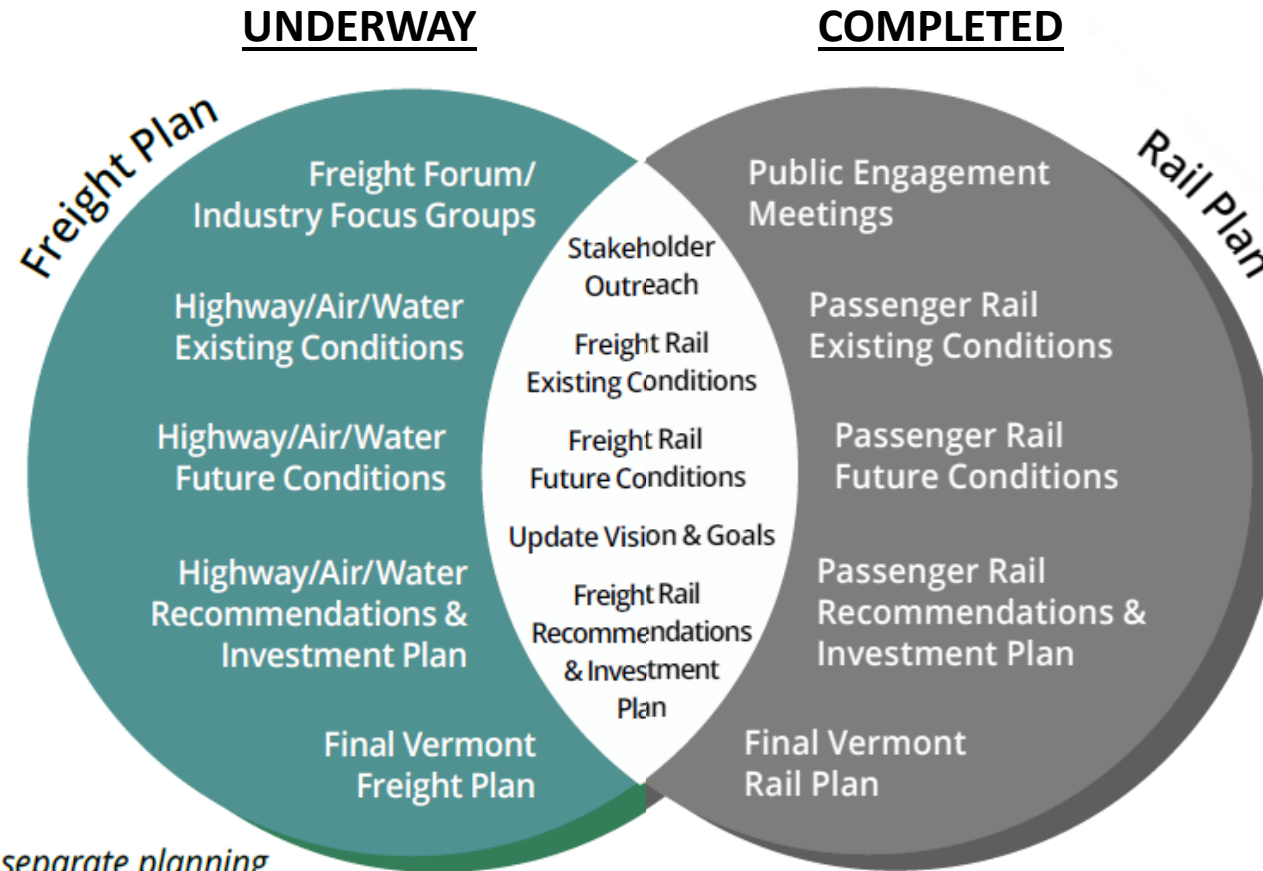 UNDERWAY
COMPLETED
Freight Plan
Rail Plan
Freight Forum/
Industry Focus Groups
Highway/Air/Water
Existing Conditions
Highway/Air/Water
Future Conditions
Highway/Air/Water
Recommendations &
Investment Plan
Final Vermont
Freight Plan
Stakeholder
Outreach
Freight Rail
Existing Conditions
Freight Rail
Future Conditions
Update Vision & Goals
Freight Rail
Recommendations
& Investment
Plan
Public Engagement
Meetings
Passenger Rail
Existing Conditions
Passenger Rail
Future Conditions
Passenger Rail
Recommendations &
Investment Plan
Final Vermont
Rail Plan
separate planning